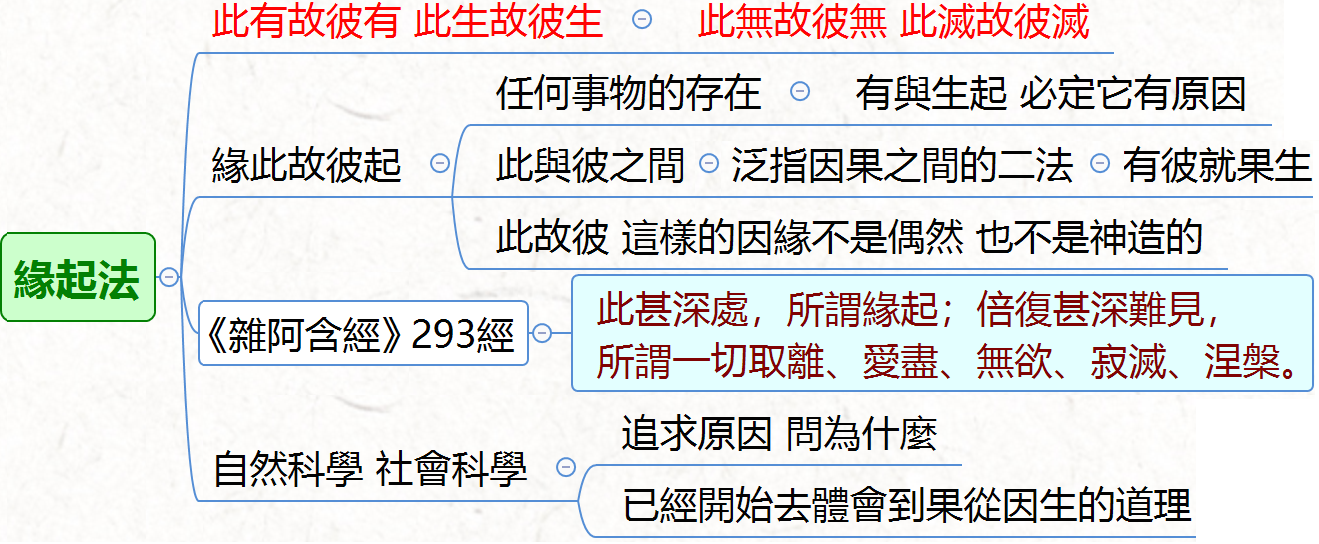 此有故彼有 此生故彼生 此無故彼無 此滅故彼滅
任何事物的存在 有與生起 必定它有原因
緣此故彼起 此與彼之間 泛指因果之間的二法 有彼就果生
此故彼 這樣的因緣不是偶然 也不是神造的
緣起法
《雜阿含經》293經
此甚深處，所謂緣起；倍復甚深難見，
所謂一切取離、愛盡、無欲、寂滅、涅槃。
追求原因 問為什麼
自然科學 社會科學
已經開始去體會到果從因生的道理